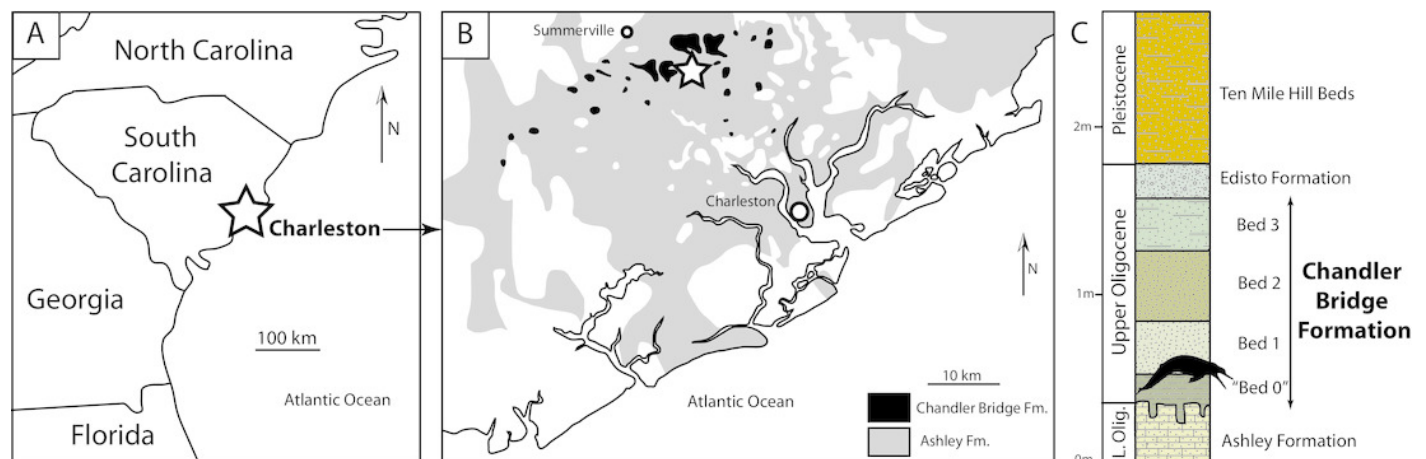 A
North Carolina
South
Carolina
N
Charleston
Georgia
100 km
Atlantic Ocean
Florida
B
Summerville
Charleston
N
10 km
Atlantic Ocean
Chandler Bridge Fm.
Ashley Fm.
C
Pleistocene
Upper Oligocene
L. Olig.
2m
1m
0m
Ten Mile Hill Beds
Edisto Formation
Bed 3
Bed 2
Bed 1
"Bed 0"
Chandler
Bridge
Formation
Ashley Formation